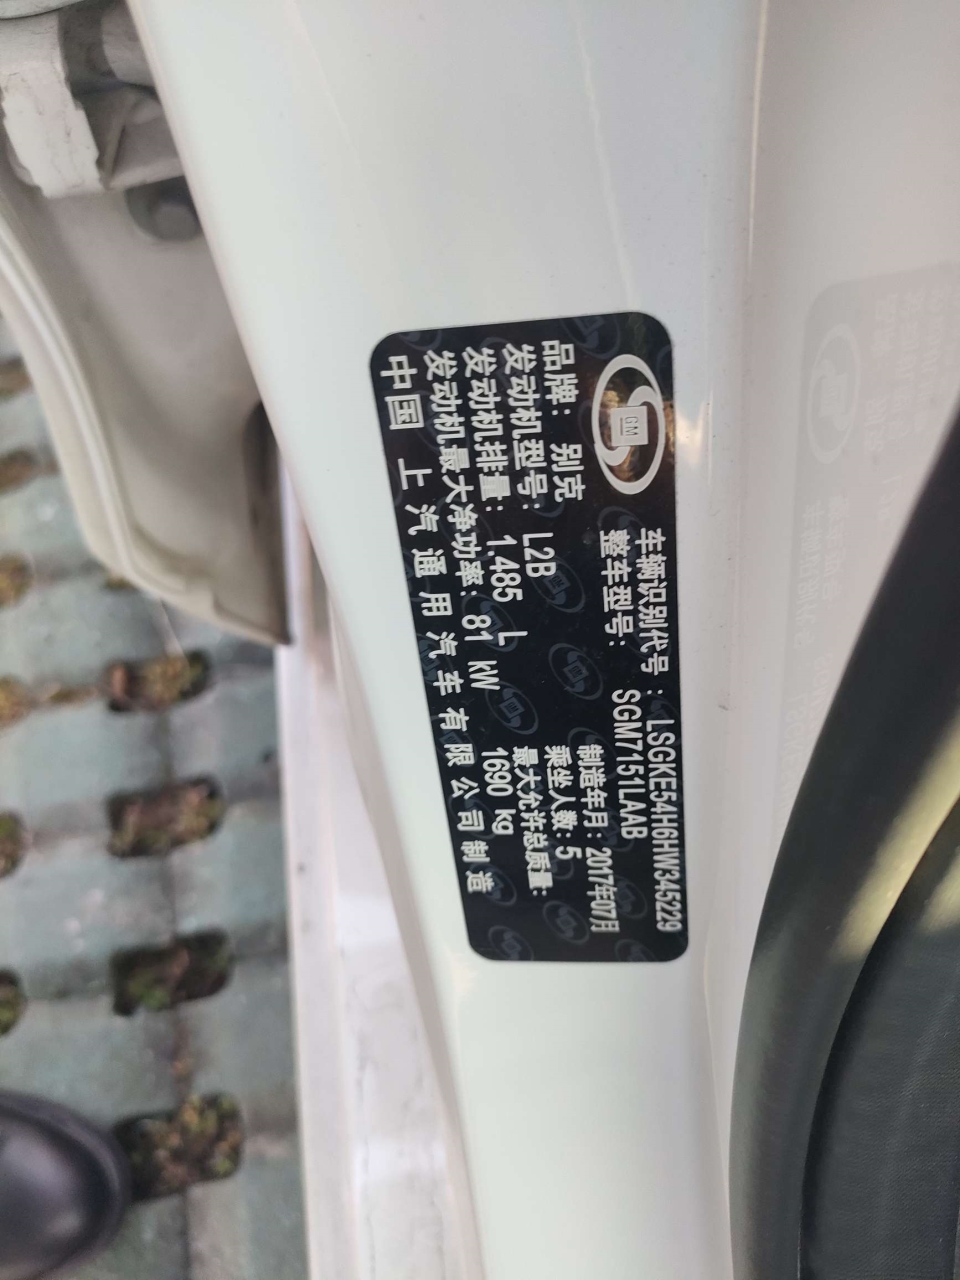 GM
车辆识别代号: LSGKE54H6HW345229
整车型号: SGM7151LAAB
品牌: 别克
制造年月: 2017年07月
发动机型号: L2B
乘坐人数: 5
发动机排量: 1.485 L
最大允许总质量:
发动机最大净功率: 81 kW
1690 kg
中国 上汽通用汽车有限公司制造